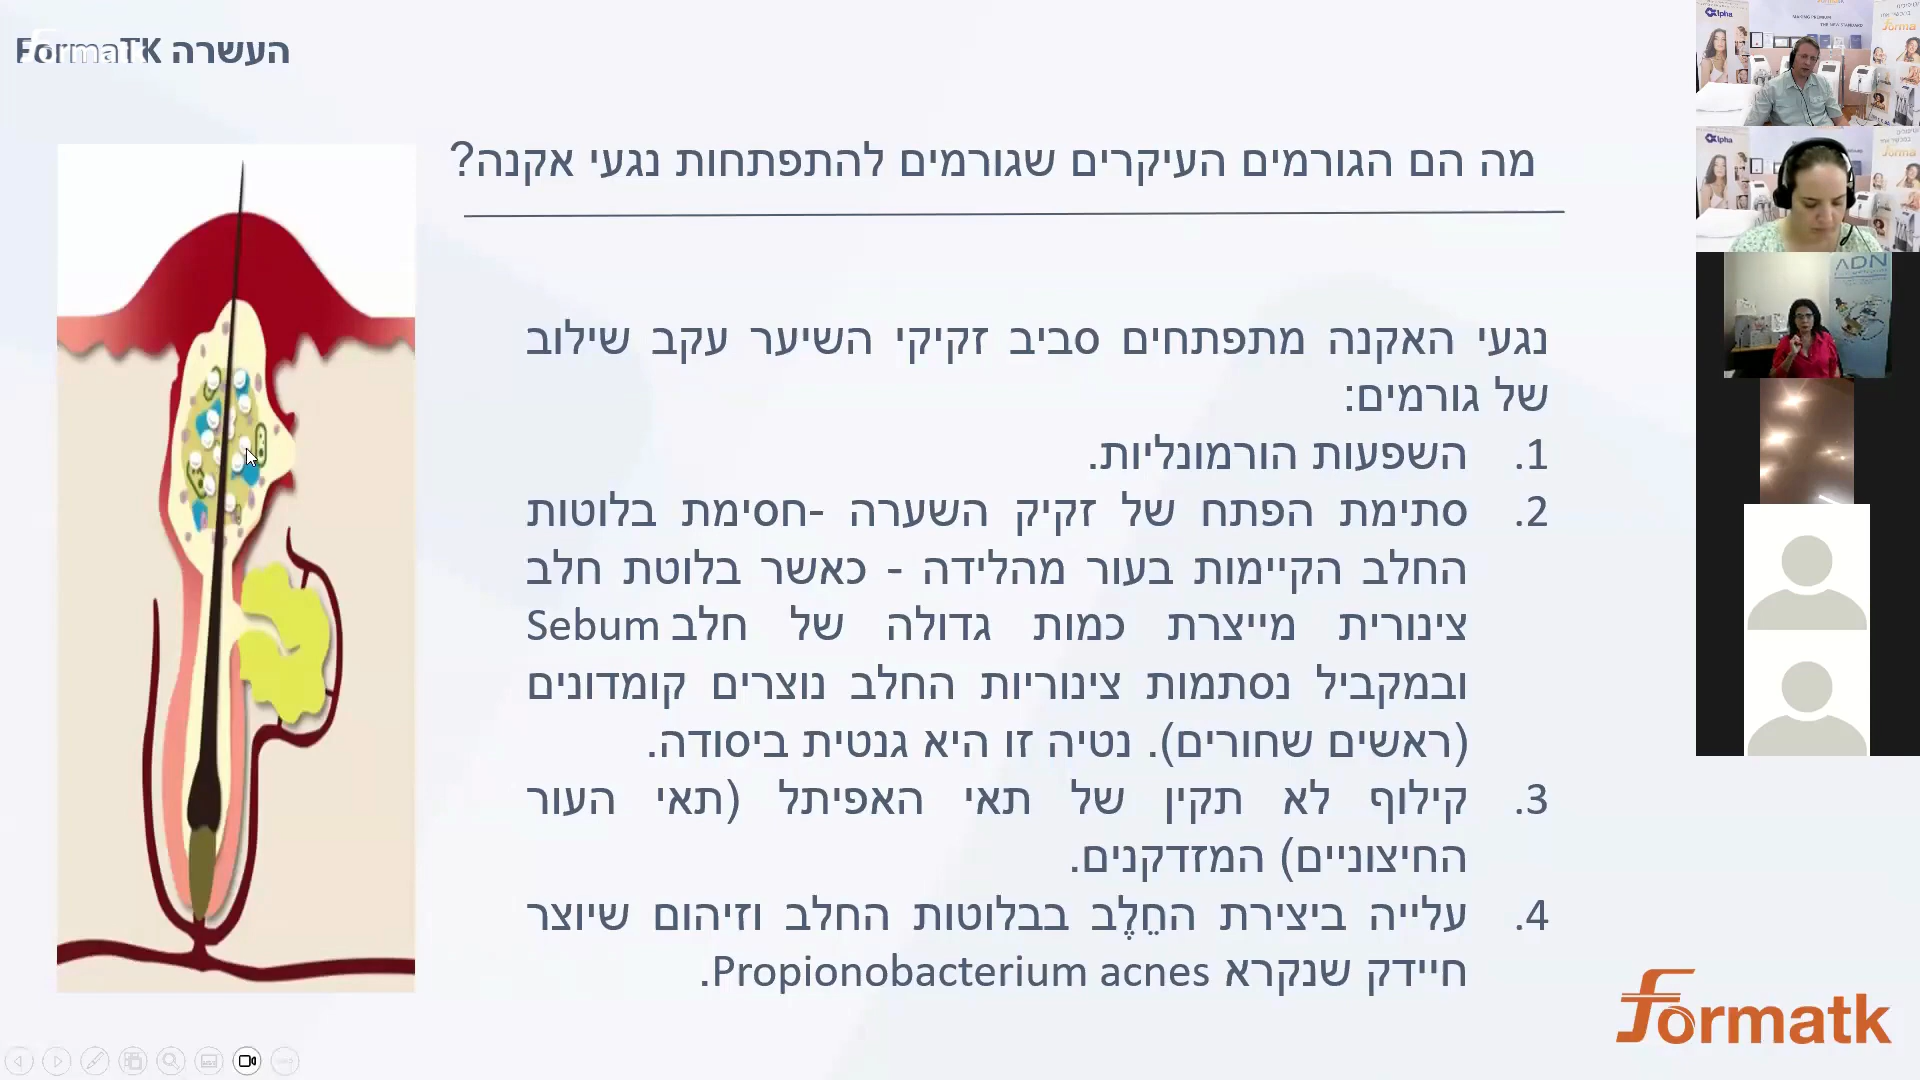 העשרה FormaTK
מה הם הגורמים העיקרים שגורמים להתפתחות נגעי אקנה?
נגעי האקנה מתפתחים סביב זקיקי השיער עקב שילוב
של גורמים:
1. השפעות הורמונליות.
2. סתימת הפתח של זקיק השערה -חסימת בלוטות
החלב הקיימות בעור מהלידה - כאשר בלוטת חלב
צינורית מייצרת כמות גדולה של חלב Sebum
ובמקביל נסתמות צינוריות החלב נוצרים קומדונים
(ראשים שחורים). נטיה זו היא גנטית ביסודה.
3. קילוף לא תקין של תאי האפיתל (תאי העור
החיצוניים) המזדקנים.
4. עלייה ביצירת החֵלֶב בבלוטות החלב וזיהום שיוצר
חיידק שנקרא Propionobacterium acnes.
formatk
Alpha
Alpha
ADN